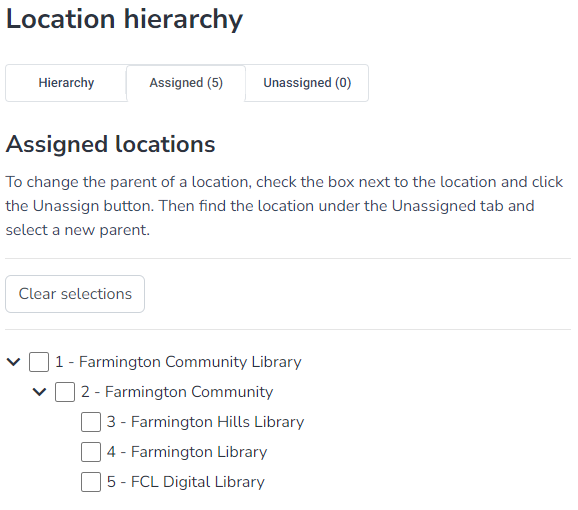 Location hierarchy
Hierarchy Assigned (5) Unassigned (0)
Assigned locations
To change the parent of a location, check the box next to the location and click
the Unassign button. Then find the location under the Unassigned tab and
select a new parent.
Clear selections
1 - Farmington Community Library
2 - Farmington Community
3 - Farmington Hills Library
4 - Farmington Library
5 - FCL Digital Library